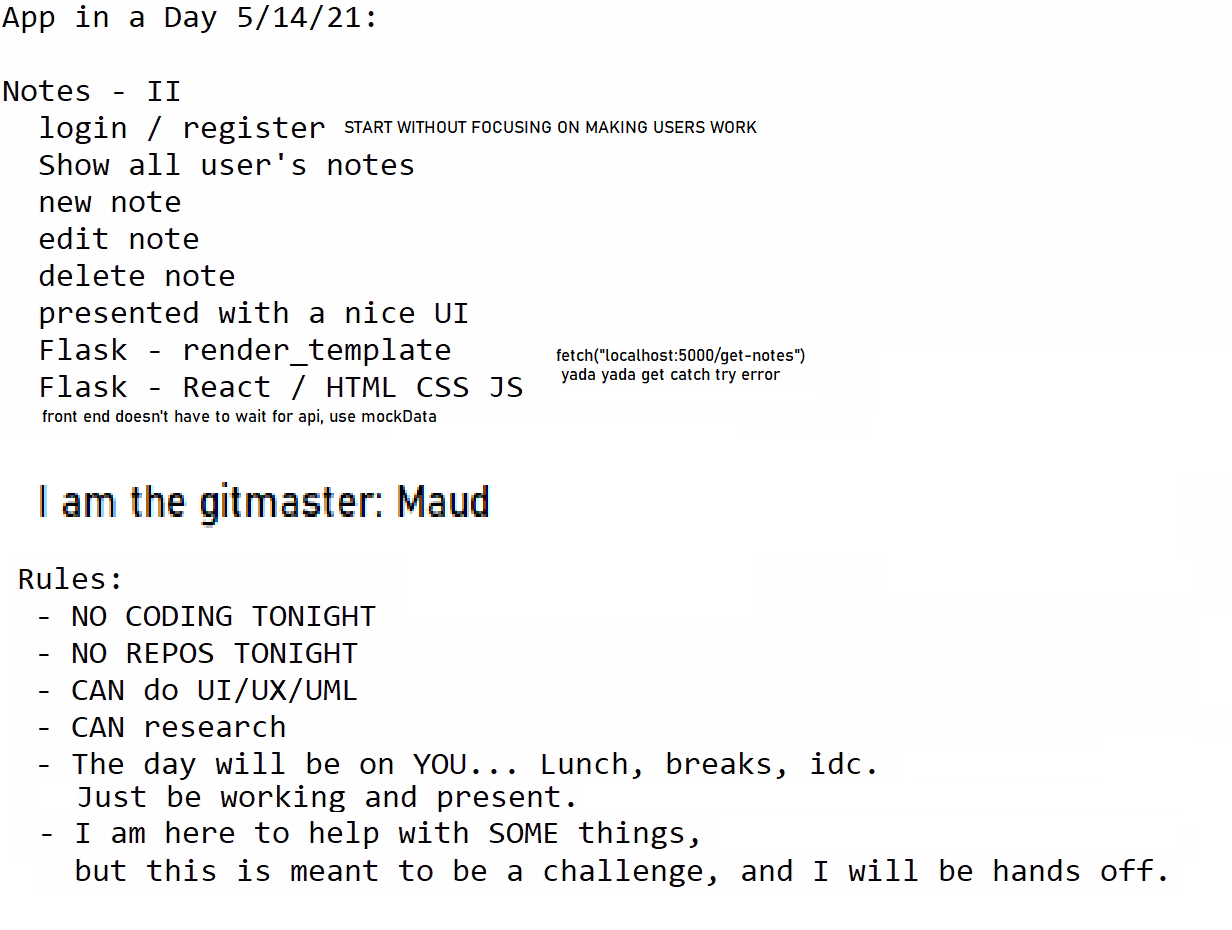 App in a Day 5/14/21:
Notes - II
login / register START WITHOUT FOCUSING ON MAKING USERS WORK
Show all user's notes
new note
edit note
delete note
presented with a nice UI
Flask - render_template
fetch("localhost:5000/get-notes")
Flask - React / HTML CSS JS
yada yada get catch try error
front end doesn't have to wait for api, use mockData
I am the gitmaster: Maud
Rules:
- NO CODING TONIGHT
- NO REPOS TONIGHT
- CAN do UI/UX/UML
- CAN research
- The day will be on YOU... Lunch, breaks, idc.
Just be working and present.
- I am here to help with SOME things,
but this is meant to be a challenge, and I will be hands off.